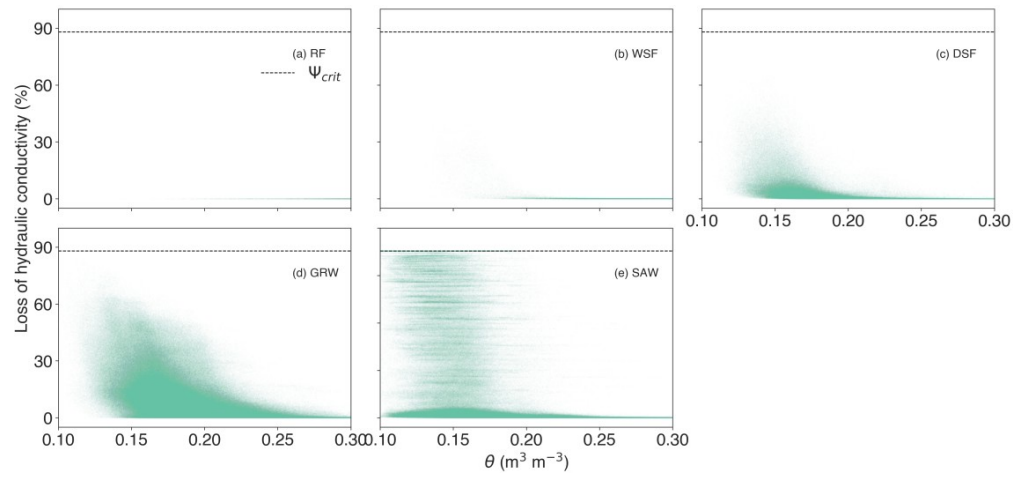 90
60
30
0
(a) RF
Ψcrit
(b) WSF
(c) DSF
0.10 0.15 0.20 0.25 0.30
Loss of hydraulic conductivity (%)
90
60
30
0
(d) GRW
(e) SAW
0.10 0.15 0.20 0.25 0.30
0.10 0.15 0.20 0.25 0.30
θ (m³ m⁻³)